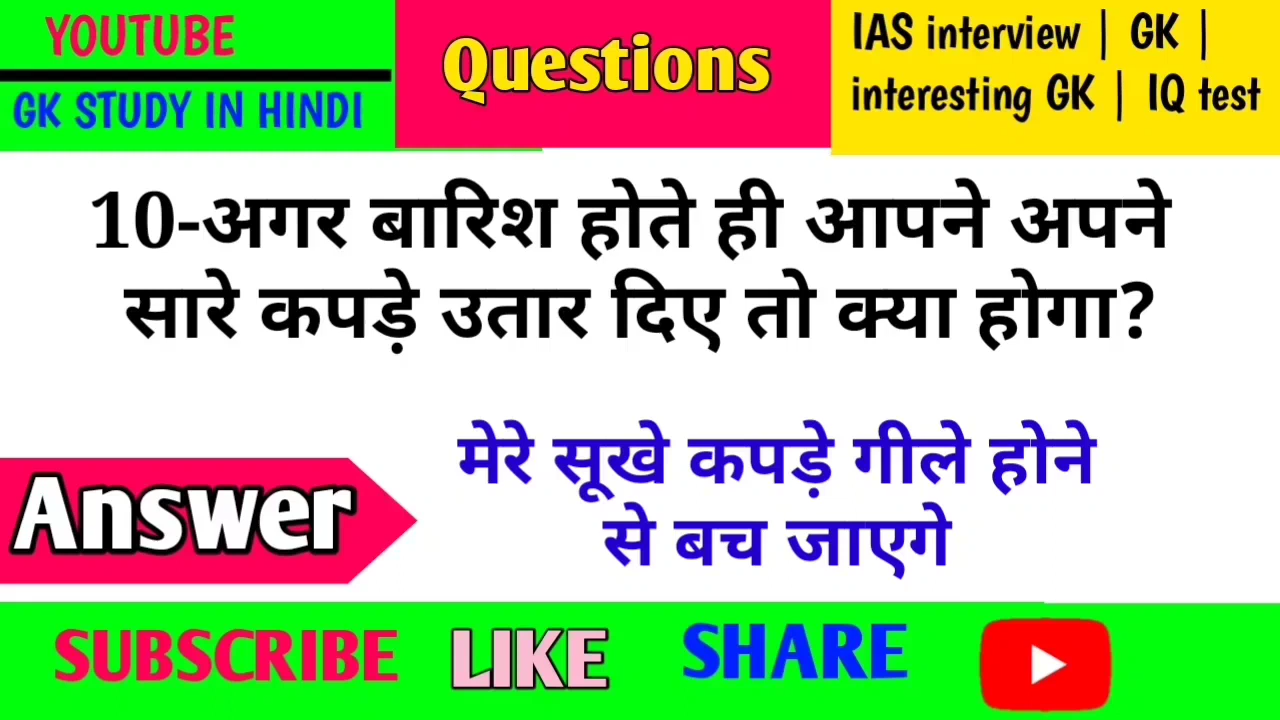 YOUTUBE
GK STUDY IN HINDI
Questions
IAS interview | GK |
interesting GK | IQ test
10-अगर बारिश होते ही आपने अपने
सारे कपड़े उतार दिए तो क्या होगा?
Answer
मेरे सूखे कपड़े गीले होने
से बच जाएगे
SUBSCRIBE LIKE SHARE